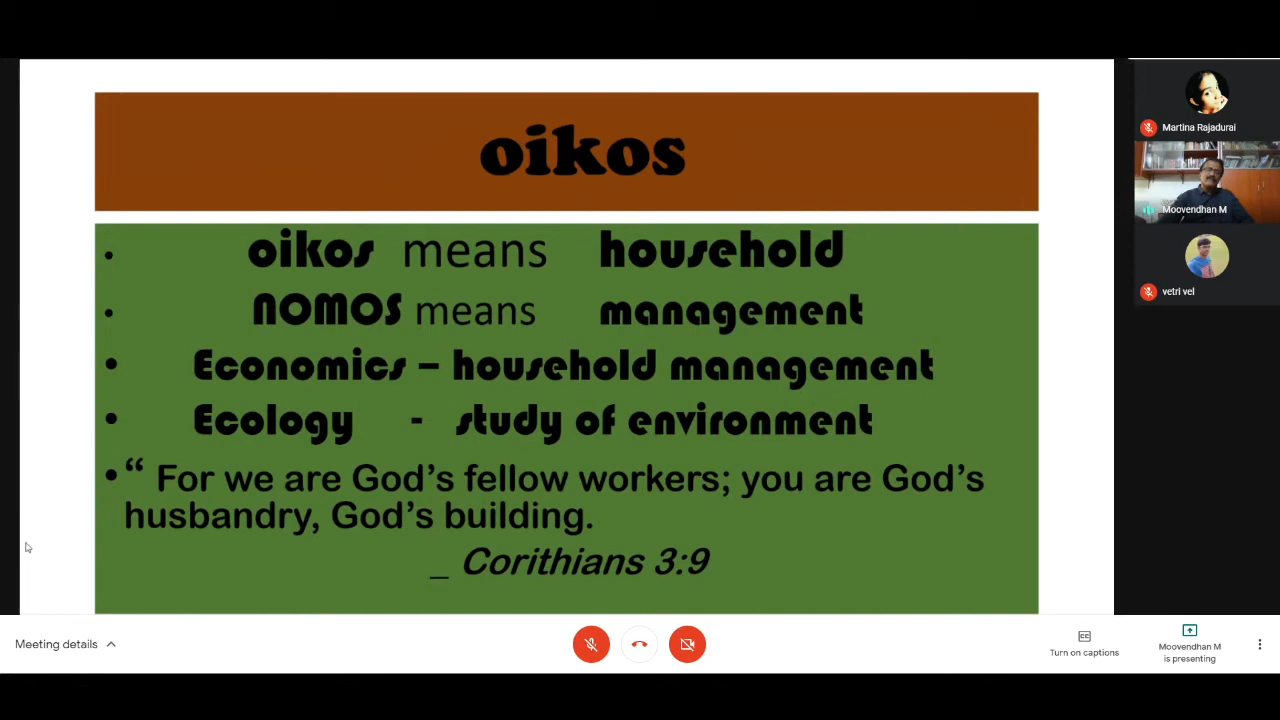 oikos
• oikos means household
• NOMOS means management
• Economics – household management
• Ecology - study of environment
• “ For we are God’s fellow workers; you are God’s
husbandry, God’s building.
_ Corithians 3:9
Martina Rajadurai
Moovendhan M
vetri vel
Meeting details
Turn on captions
Moovendhan M
is presenting